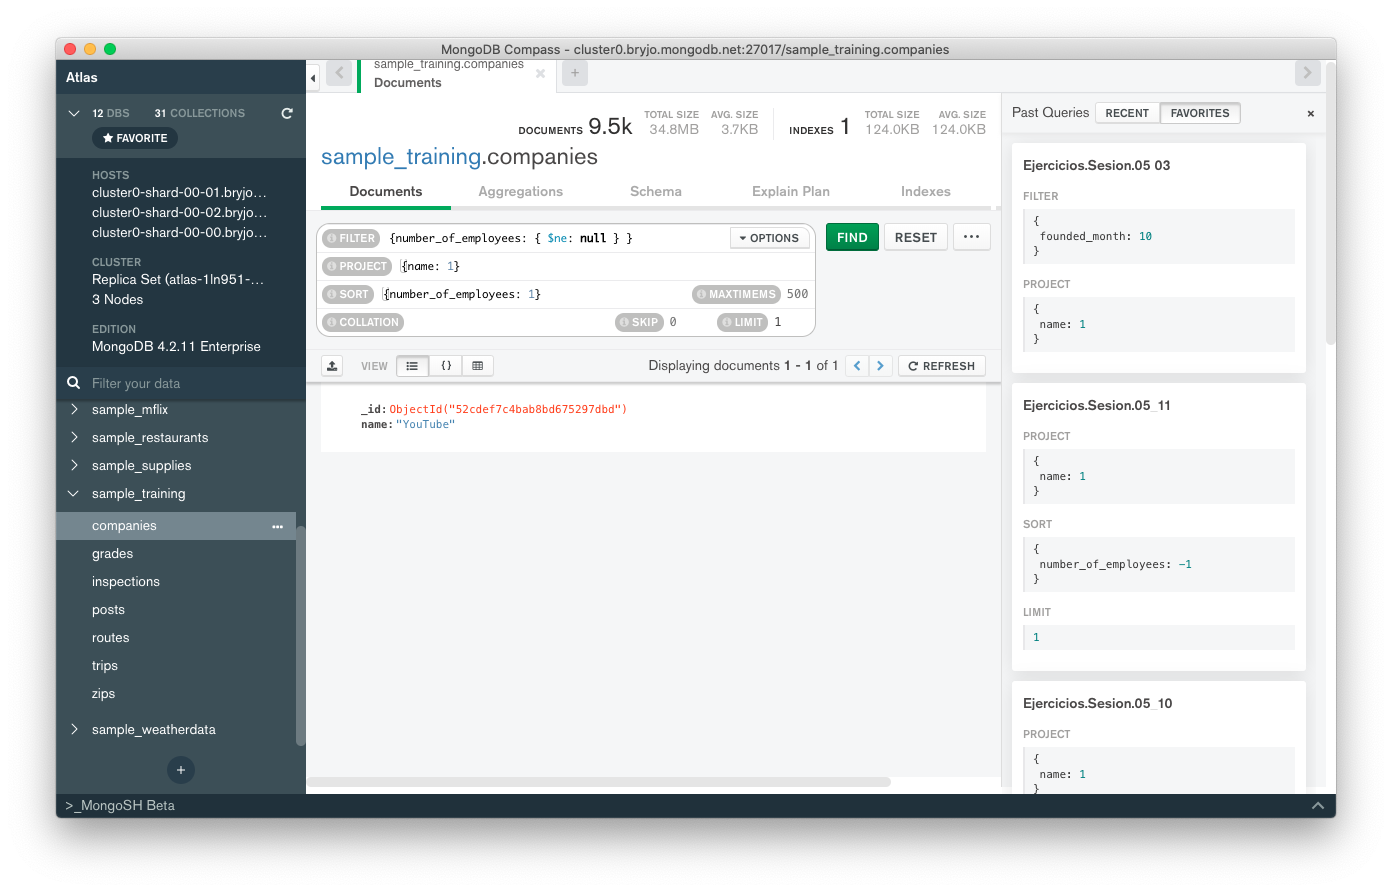 MongoDB Compass - cluster0.bryjo.mongodb.net:27017/sample_training.companies
Atlas
12 DBS 31 COLLECTIONS
FAVORITE
HOSTS
cluster0-shard-00-01.bryjo...
cluster0-shard-00-02.bryjo...
cluster0-shard-00-00.bryjo...
CLUSTER
Replica Set (atlas-1ln951-...
3 Nodes
EDITION
MongoDB 4.2.11 Enterprise
Filter your data
sample_mflix
sample_restaurants
sample_supplies
sample_training
companies
grades
inspections
posts
routes
trips
zips
sample_weatherdata
+
sample_training.companies
Documents
+
DOCUMENTS 9.5k TOTAL SIZE 34.8MB AVG. SIZE 3.7KB INDEXES 1 TOTAL SIZE 124.0KB AVG. SIZE 124.0KB
sample_training.companies
Documents Aggregations Schema Explain Plan Indexes
FILTER {number_of_employees: { $ne: null } } OPTIONS FIND RESET ...
PROJECT {name: 1}
SORT {number_of_employees: 1} MAXTIMEMS 500
COLLATION SKIP 0 LIMIT 1
VIEW {} Displaying documents 1 - 1 of 1 < > REFRESH
_id: ObjectId("52cdef7c4bab8bd675297dbd")
name: "YouTube"
Past Queries RECENT FAVORITES ×
Ejercicios.Sesion.05 03
FILTER
{
founded_month: 10
}
PROJECT
{
name: 1
}
Ejercicios.Sesion.05_11
PROJECT
{
name: 1
}
SORT
{
number_of_employees: -1
}
LIMIT
1
Ejercicios.Sesion.05_10
PROJECT
{
name: 1
}
>_MongoSH Beta